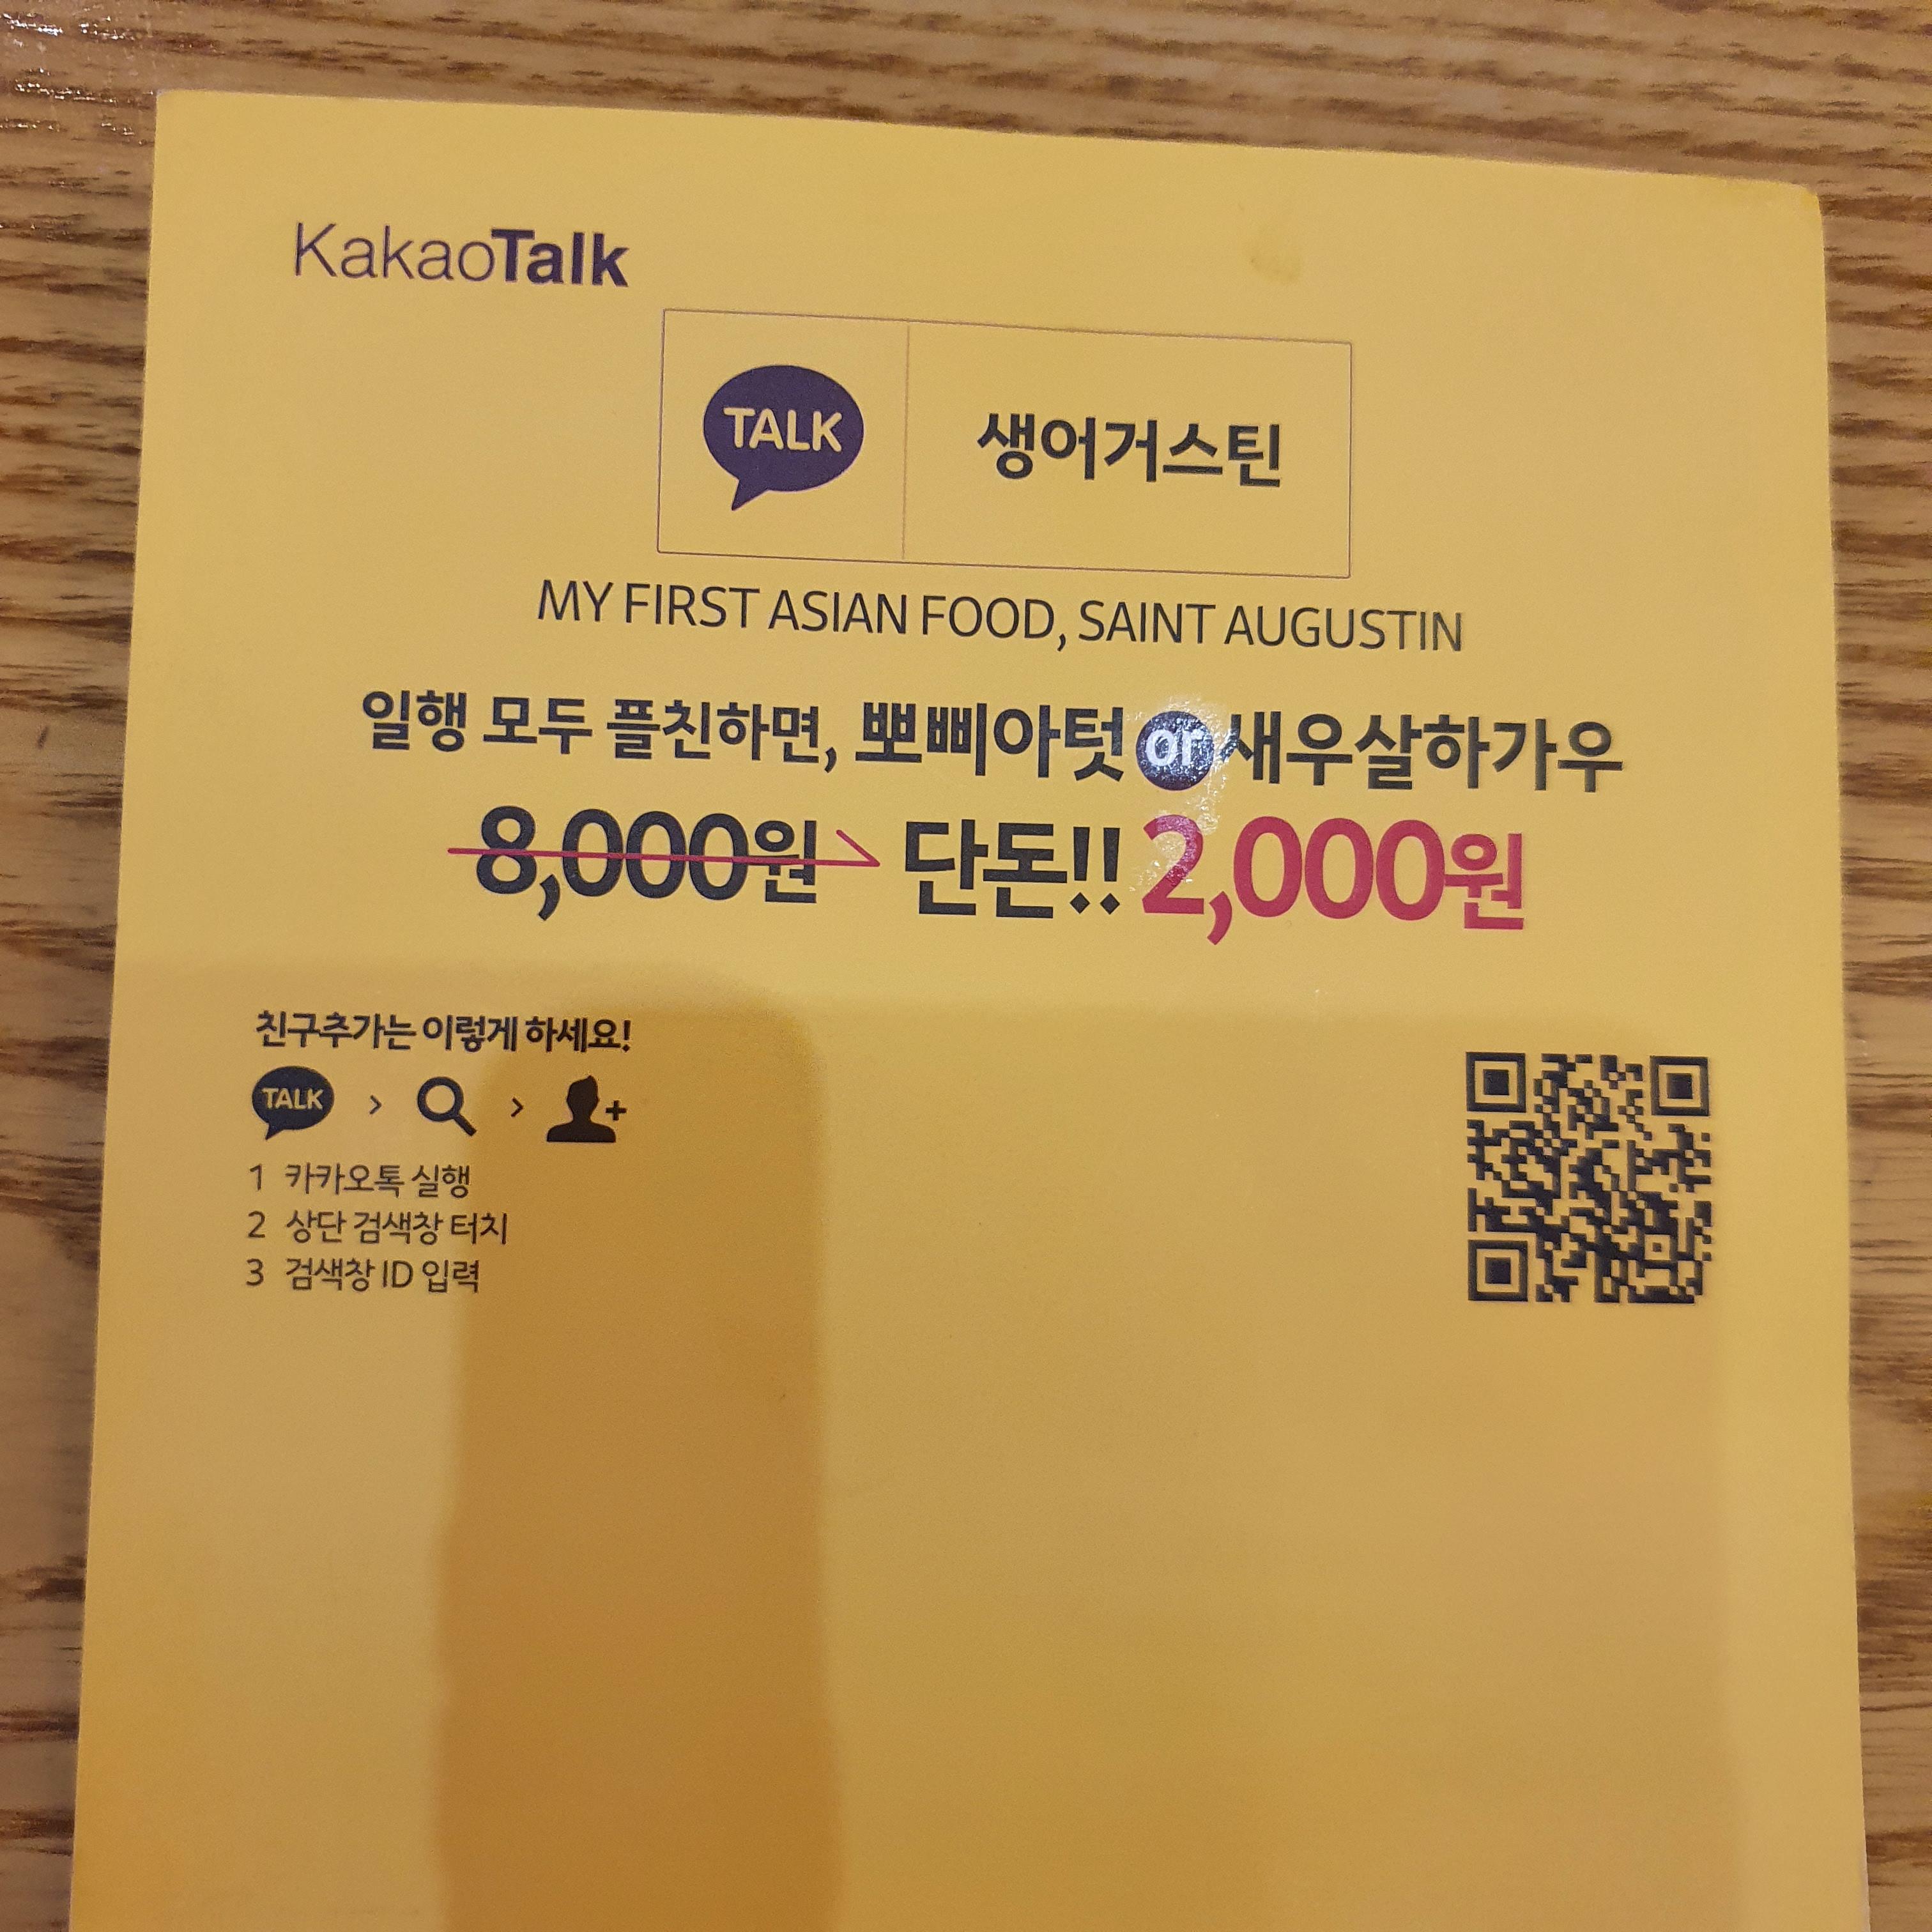 KakaoTalk
TALK 생어거스틴
MY FIRST ASIAN FOOD, SAINT AUGUSTIN
일행 모두 플친하면, 뽀삐아텃 or 새우살하가우
8,000원 단돈!! 2,000원
친구추가는 이렇게 하세요!
TALK > >
1 카카오톡 실행
2 상단 검색창 터치
3 검색창 ID 입력